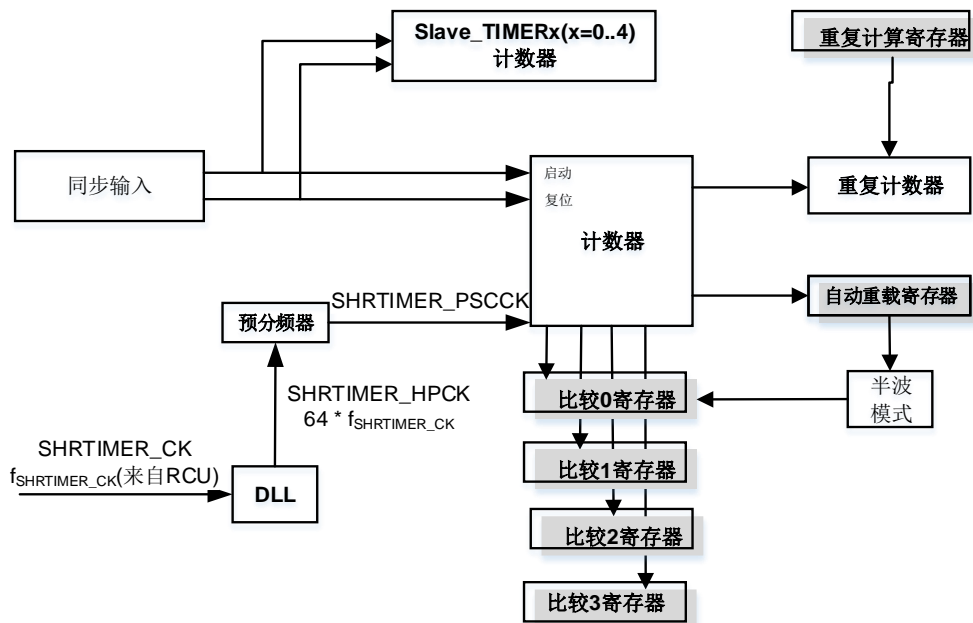 Slave_TIMERx(x=0..4)
计数器
重复计算寄存器
同步输入
启动
复位
计数器
重复计数器
SHRTIMER_PSCCK
预分频器
自动重载寄存器
SHRTIMER_HPCK
64 * fSHRTIMER_CK
半波
模式
比较0寄存器
SHRTIMER_CK
fSHRTIMER_CK(来自RCU)
DLL
比较1寄存器
比较2寄存器
比较3寄存器